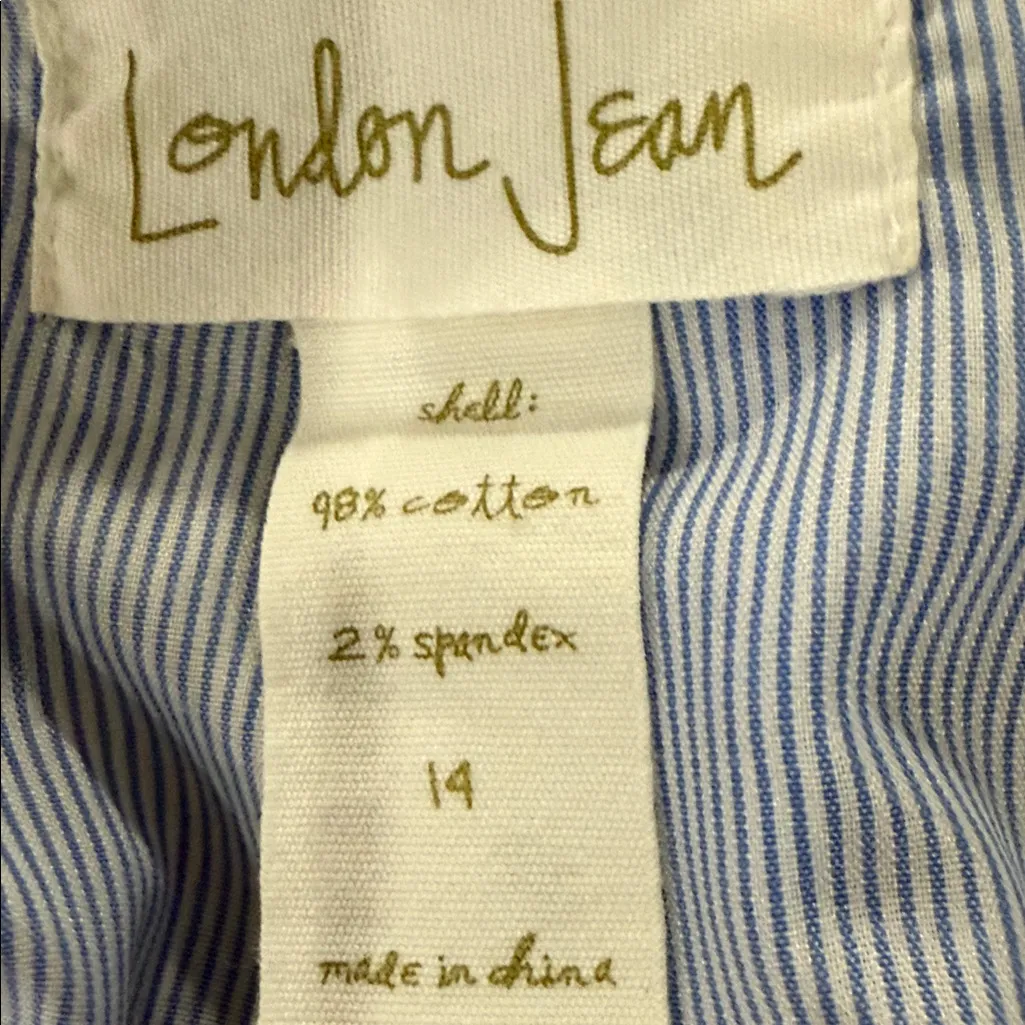 London Jean
shell:
98% cotton
2% spandex
14
made in china